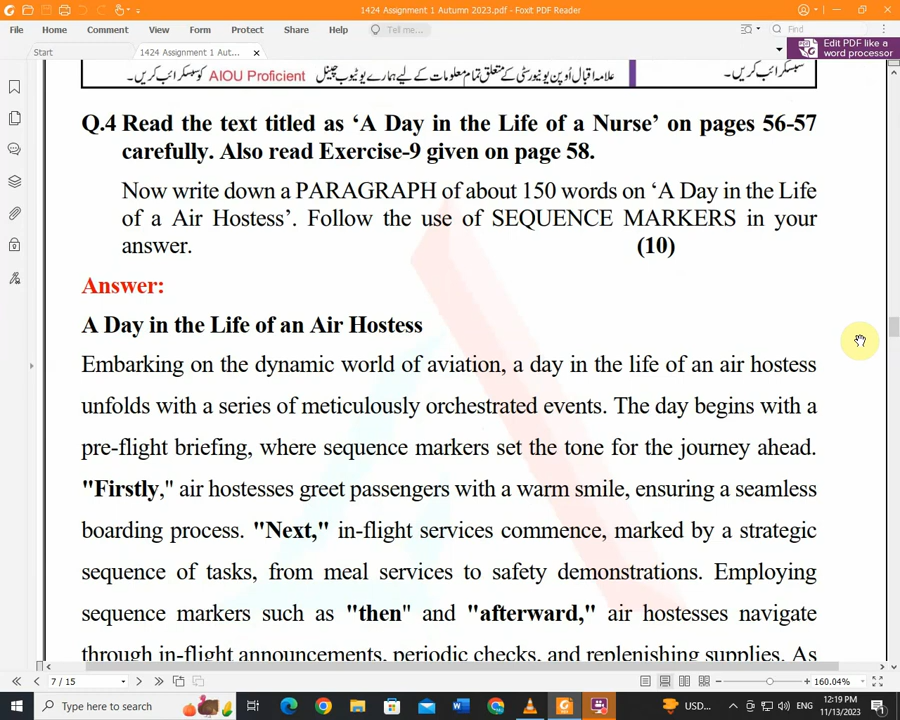 1424 Assignment 1 Autumn 2023.pdf - Foxit PDF Reader
File Home Comment View Form Protect Share Help Tell me... Find
Start 1424 Assignment 1 Aut... Edit PDF like a
word processor
علامہ اقبال اوپن یونیورسٹی کے متعلق تمام معلومات کے لیے ہمارے یوٹیوب چینل AIOU Proficient کو سبسکرائب کریں۔
سبسکرائب کریں۔
Q.4 Read the text titled as ‘A Day in the Life of a Nurse’ on pages 56-57
carefully. Also read Exercise-9 given on page 58.
Now write down a PARAGRAPH of about 150 words on ‘A Day in the Life
of a Air Hostess’. Follow the use of SEQUENCE MARKERS in your
answer. (10)
Answer:
A Day in the Life of an Air Hostess
Embarking on the dynamic world of aviation, a day in the life of an air hostess
unfolds with a series of meticulously orchestrated events. The day begins with a
pre-flight briefing, where sequence markers set the tone for the journey ahead.
"Firstly," air hostesses greet passengers with a warm smile, ensuring a seamless
boarding process. "Next," in-flight services commence, marked by a strategic
sequence of tasks, from meal services to safety demonstrations. Employing
sequence markers such as "then" and "afterward," air hostesses navigate
through in-flight announcements, periodic checks, and replenishing supplies. As
7 / 15 160.04%
Type here to search USD... 12:19 PM
11/13/2023